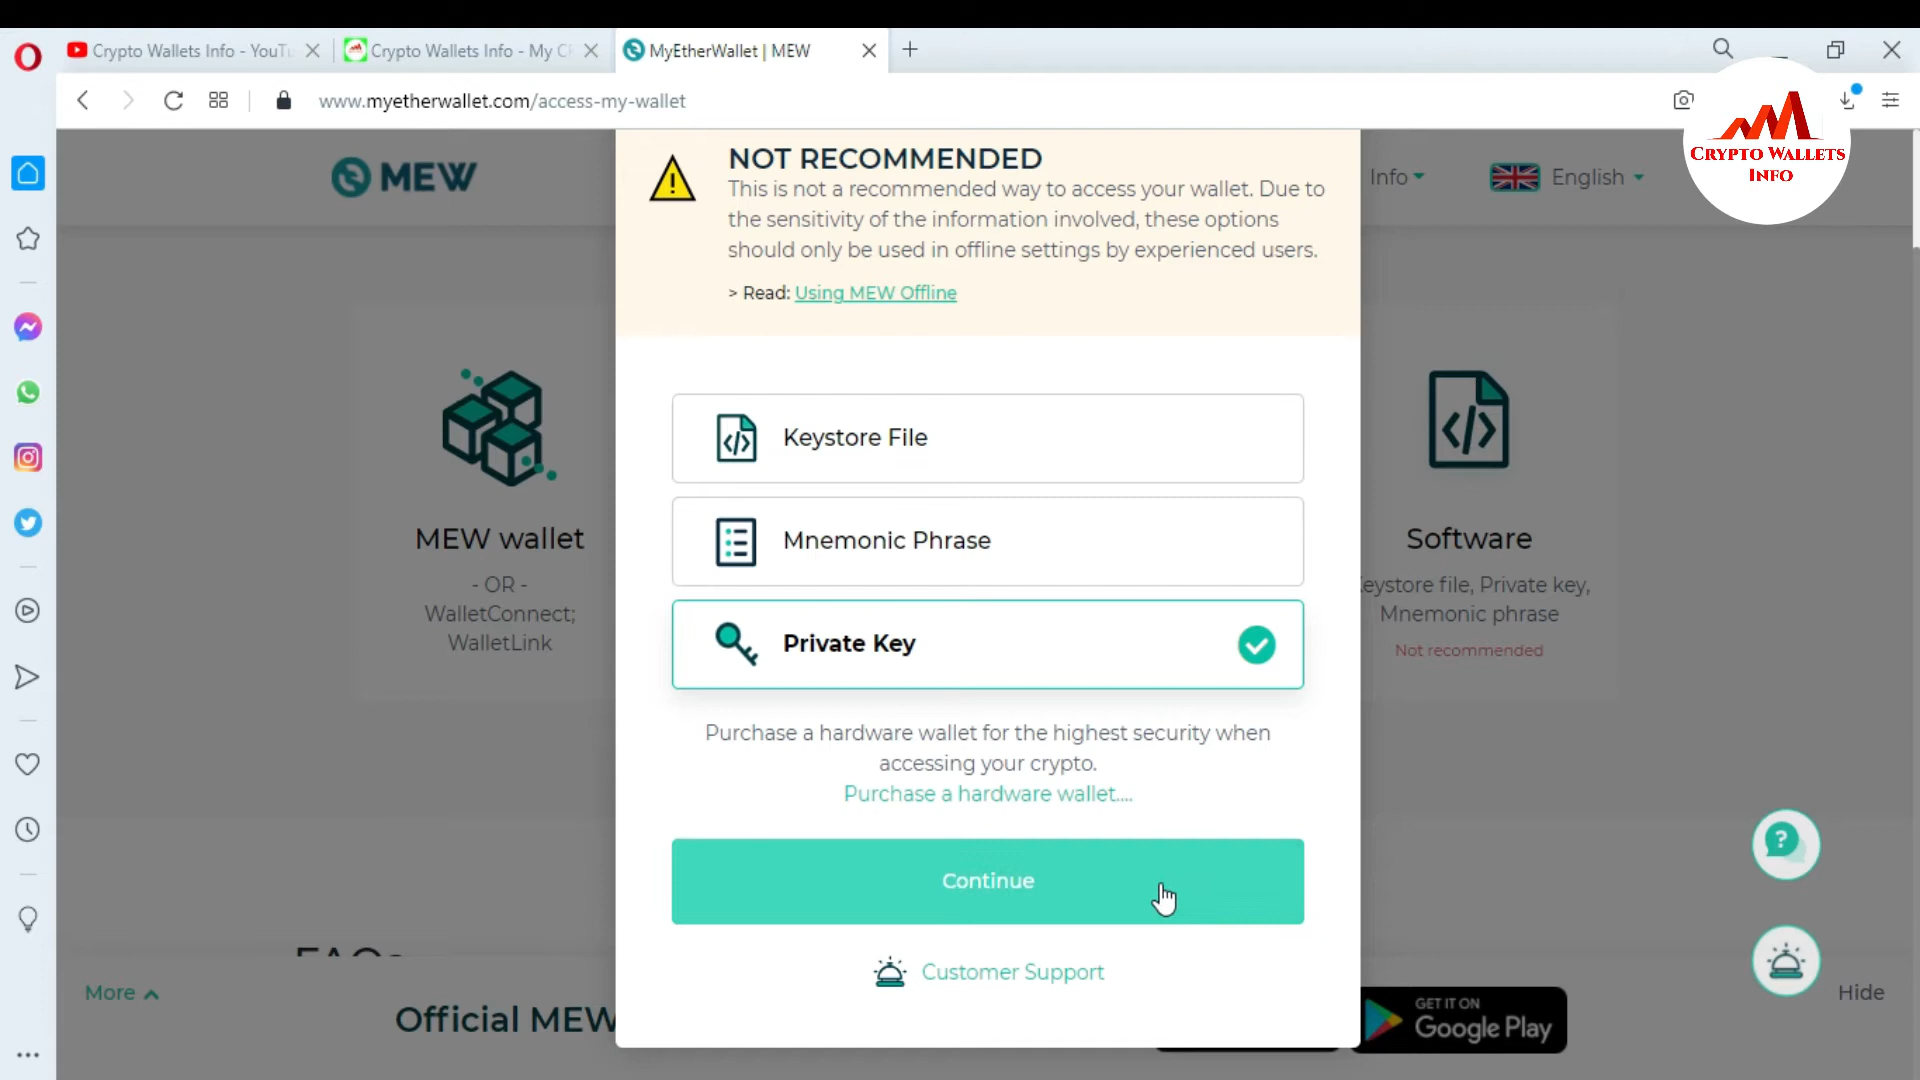 Crypto Wallets Info - YouTu
Crypto Wallets Info - My C
MyEtherWallet | MEW
www.myetherwallet.com/access-my-wallet
CRYPTO WALLETS
INFO
MEW
Info
English
NOT RECOMMENDED
This is not a recommended way to access your wallet. Due to
the sensitivity of the information involved, these options
should only be used in offline settings by experienced users.
> Read: Using MEW Offline
Keystore File
Mnemonic Phrase
Private Key
Purchase a hardware wallet for the highest security when
accessing your crypto.
Purchase a hardware wallet....
Continue
Customer Support
MEW wallet
- OR -
WalletConnect;
WalletLink
Software
eystore file, Private key,
Mnemonic phrase
Not recommended
FAQs
More
Official MEW
GET IT ON
Google Play
Hide